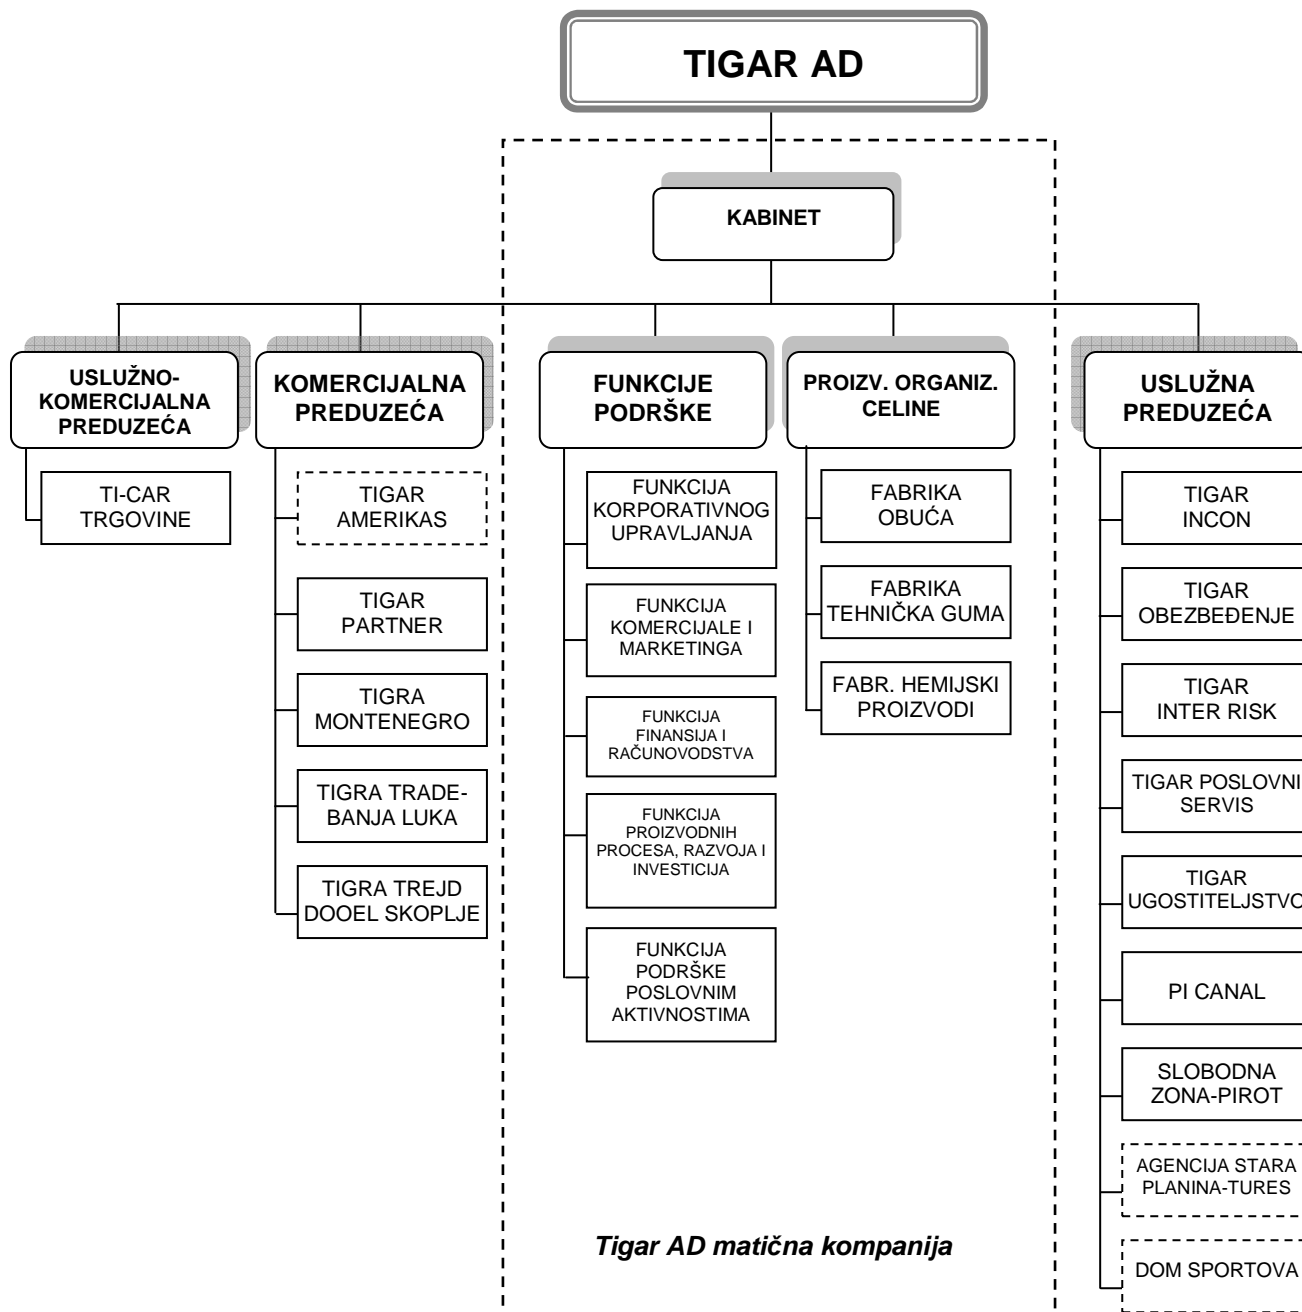 TIGAR AD
KABINET
USLUŽNO-
KOMERCIJALNA
PREDUZEĆA
TI-CAR
TRGOVINE
KOMERCIJALNA
PREDUZEĆA
TIGAR
AMERIKAS
TIGAR
PARTNER
TIGRA
MONTENEGRO
TIGRA TRADE-
BANJA LUKA
TIGRA TREJD
DOOEL SKOPLJE
FUNKCIJE
PODRŠKE
FUNKCIJA
KORPORATIVNOG
UPRAVLJANJA
FUNKCIJA
KOMERCIJALE I
MARKETINGA
FUNKCIJA
FINANSIJA I
RAČUNOVODSTVA
FUNKCIJA
PROIZVODNIH
PROCESA, RAZVOJA I
INVESTICIJA
FUNKCIJA
PODRŠKE
POSLOVNIM
AKTIVNOSTIMA
PROIZV. ORGANIZ.
CELINE
FABRIKA
OBUĆA
FABRIKA
TEHNIČKA GUMA
FABR. HEMIJSKI
PROIZVODI
USLUŽNA
PREDUZEĆA
TIGAR
INCON
TIGAR
OBEZBEĐENJE
TIGAR
INTER RISK
TIGAR POSLOVNI
SERVIS
TIGAR
UGOSTITELJSTVO
PI CANAL
SLOBODNA
ZONA-PIROT
AGENCIJA STARA
PLANINA-TURES
DOM SPORTOVA
Tigar AD matična kompanija